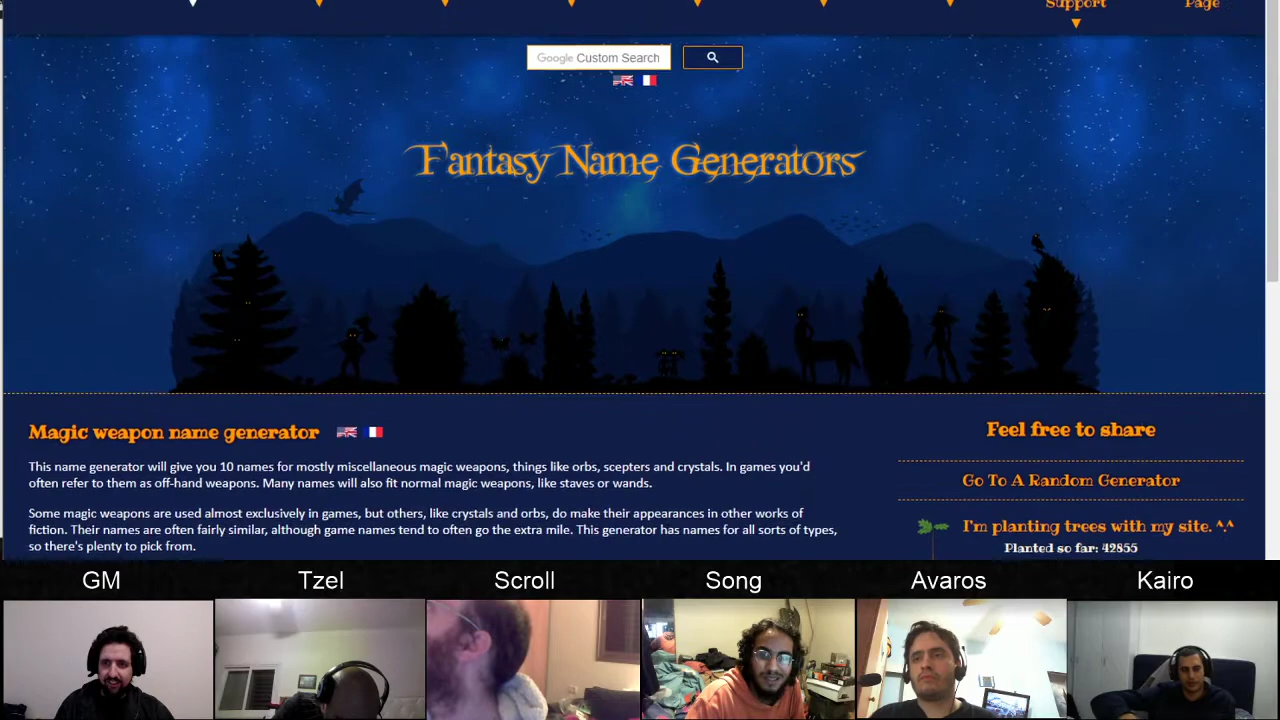 Support
Page
Google Custom Search
Fantasy Name Generators
Magic weapon name generator
This name generator will give you 10 names for mostly miscellaneous magic weapons, things like orbs, scepters and crystals. In games you'd
often refer to them as off-hand weapons. Many names will also fit normal magic weapons, like staves or wands.
Some magic weapons are used almost exclusively in games, but others, like crystals and orbs, do make their appearances in other works of
fiction. Their names are often fairly similar, although game names tend to often go the extra mile. This generator has names for all sorts of types,
so there's plenty to pick from.
Feel free to share
Go To A Random Generator
I'm planting trees with my site. ^.^
Planted so far: 49855
GM
Tzel
Scroll
Song
Avaros
Kairo